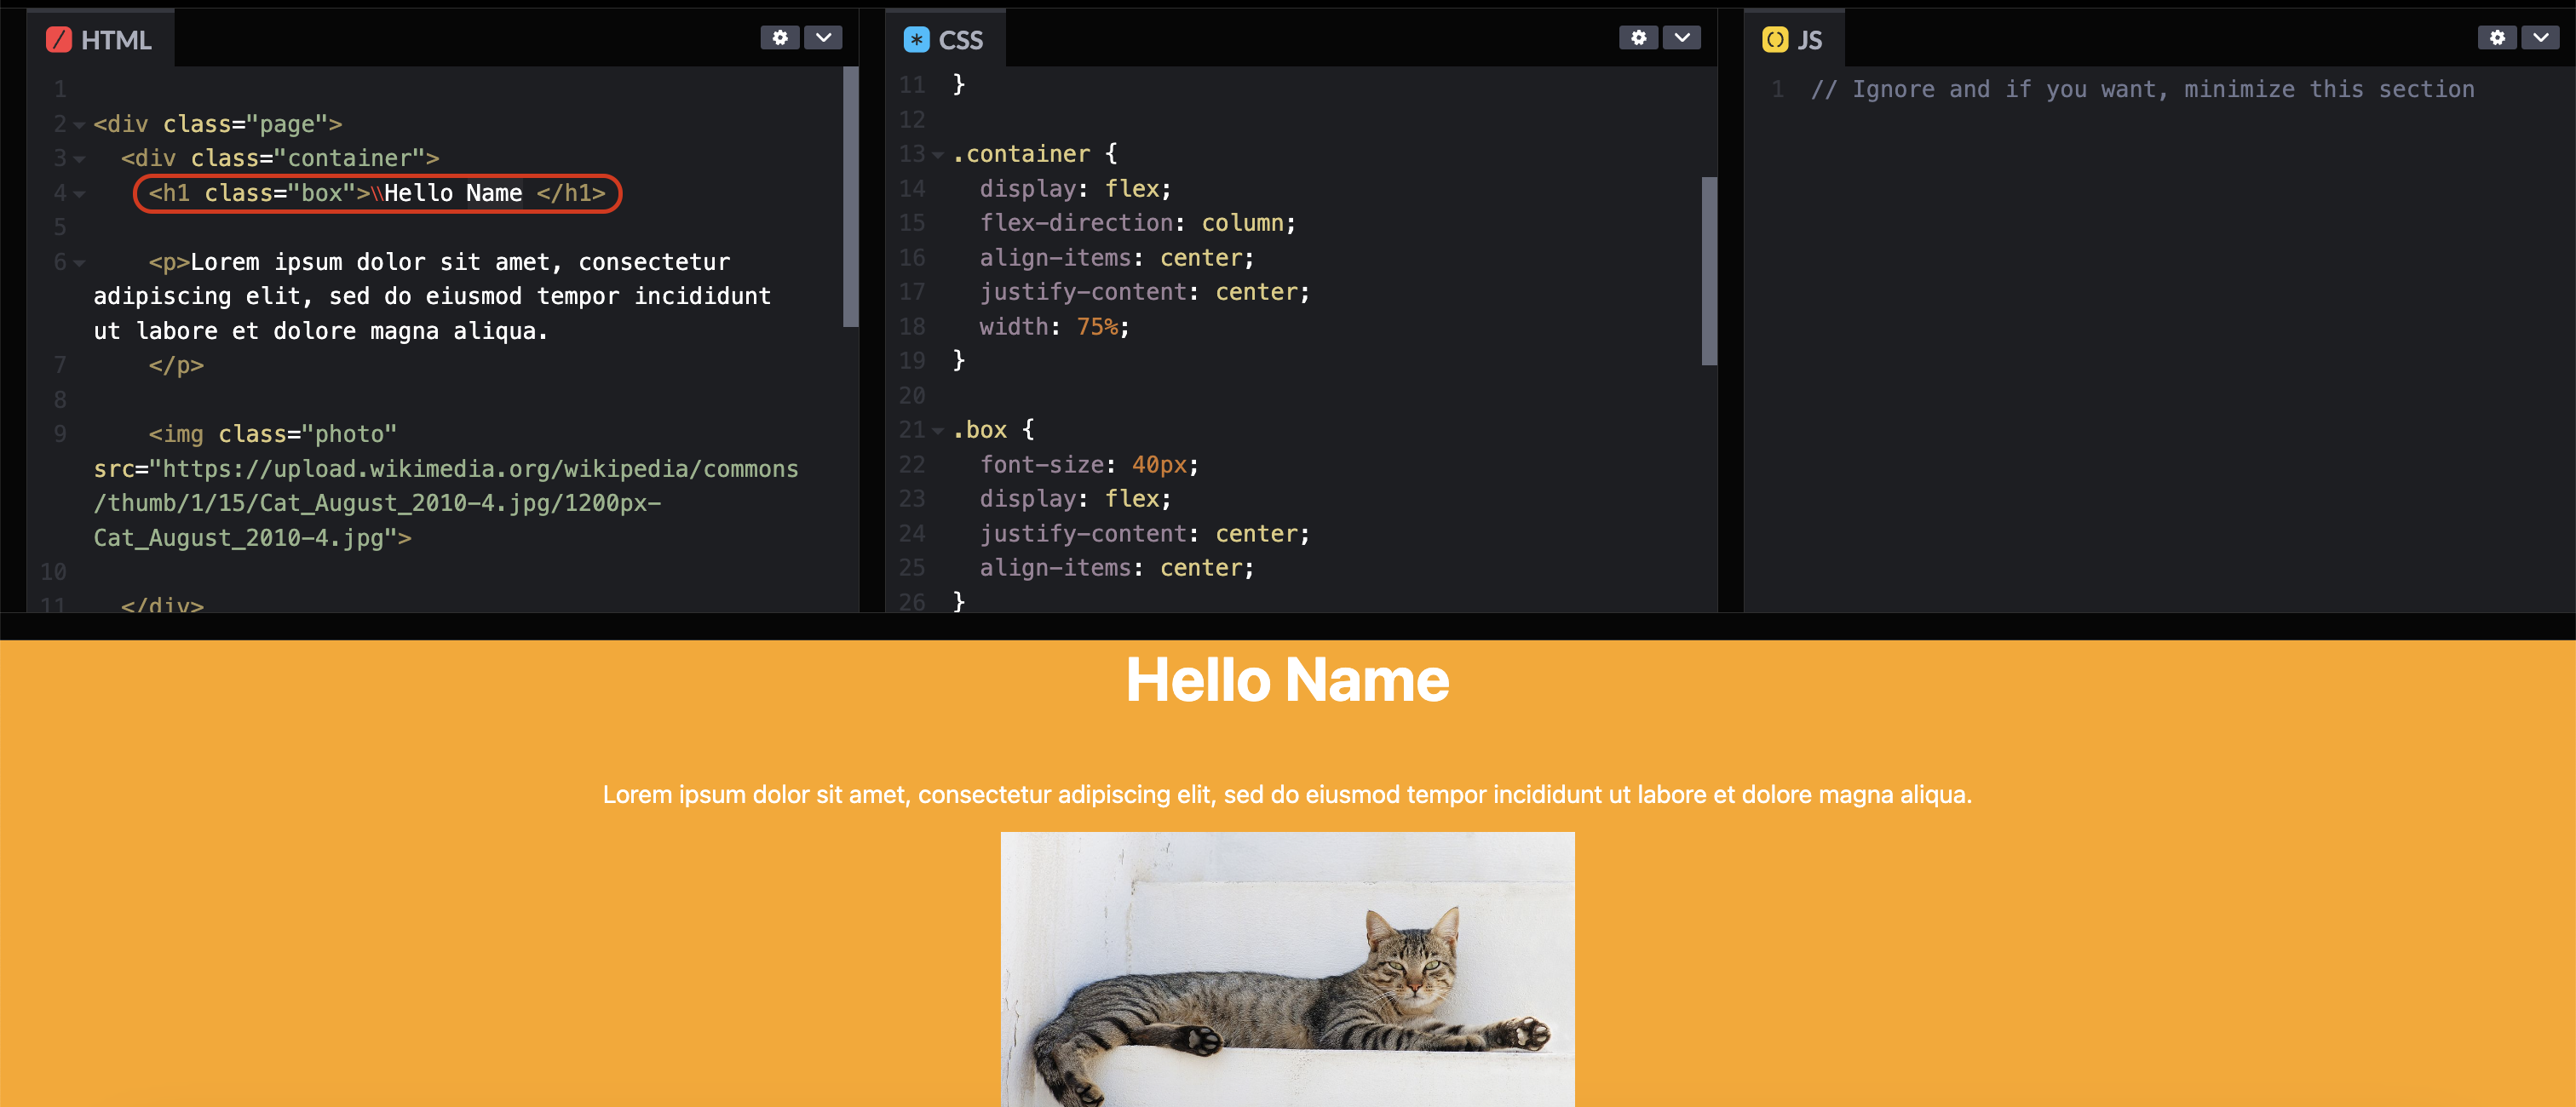 HTML
1
2 <div class="page">
3 <div class="container">
4 <h1 class="box">\\Hello Name </h1>
5
6 <p>Lorem ipsum dolor sit amet, consectetur
adipiscing elit, sed do eiusmod tempor incididunt
ut labore et dolore magna aliqua.
7 </p>
8
9 <img class="photo"
src="https://upload.wikimedia.org/wikipedia/commons
/thumb/1/15/Cat_August_2010-4.jpg/1200px-
Cat_August_2010-4.jpg">
10
11 </div>
CSS
11 }
12
13 .container {
14 display: flex;
15 flex-direction: column;
16 align-items: center;
17 justify-content: center;
18 width: 75%;
19 }
20
21 .box {
22 font-size: 40px;
23 display: flex;
24 justify-content: center;
25 align-items: center;
26 }
JS
1 // Ignore and if you want, minimize this section
Hello Name
Lorem ipsum dolor sit amet, consectetur adipiscing elit, sed do eiusmod tempor incididunt ut labore et dolore magna aliqua.